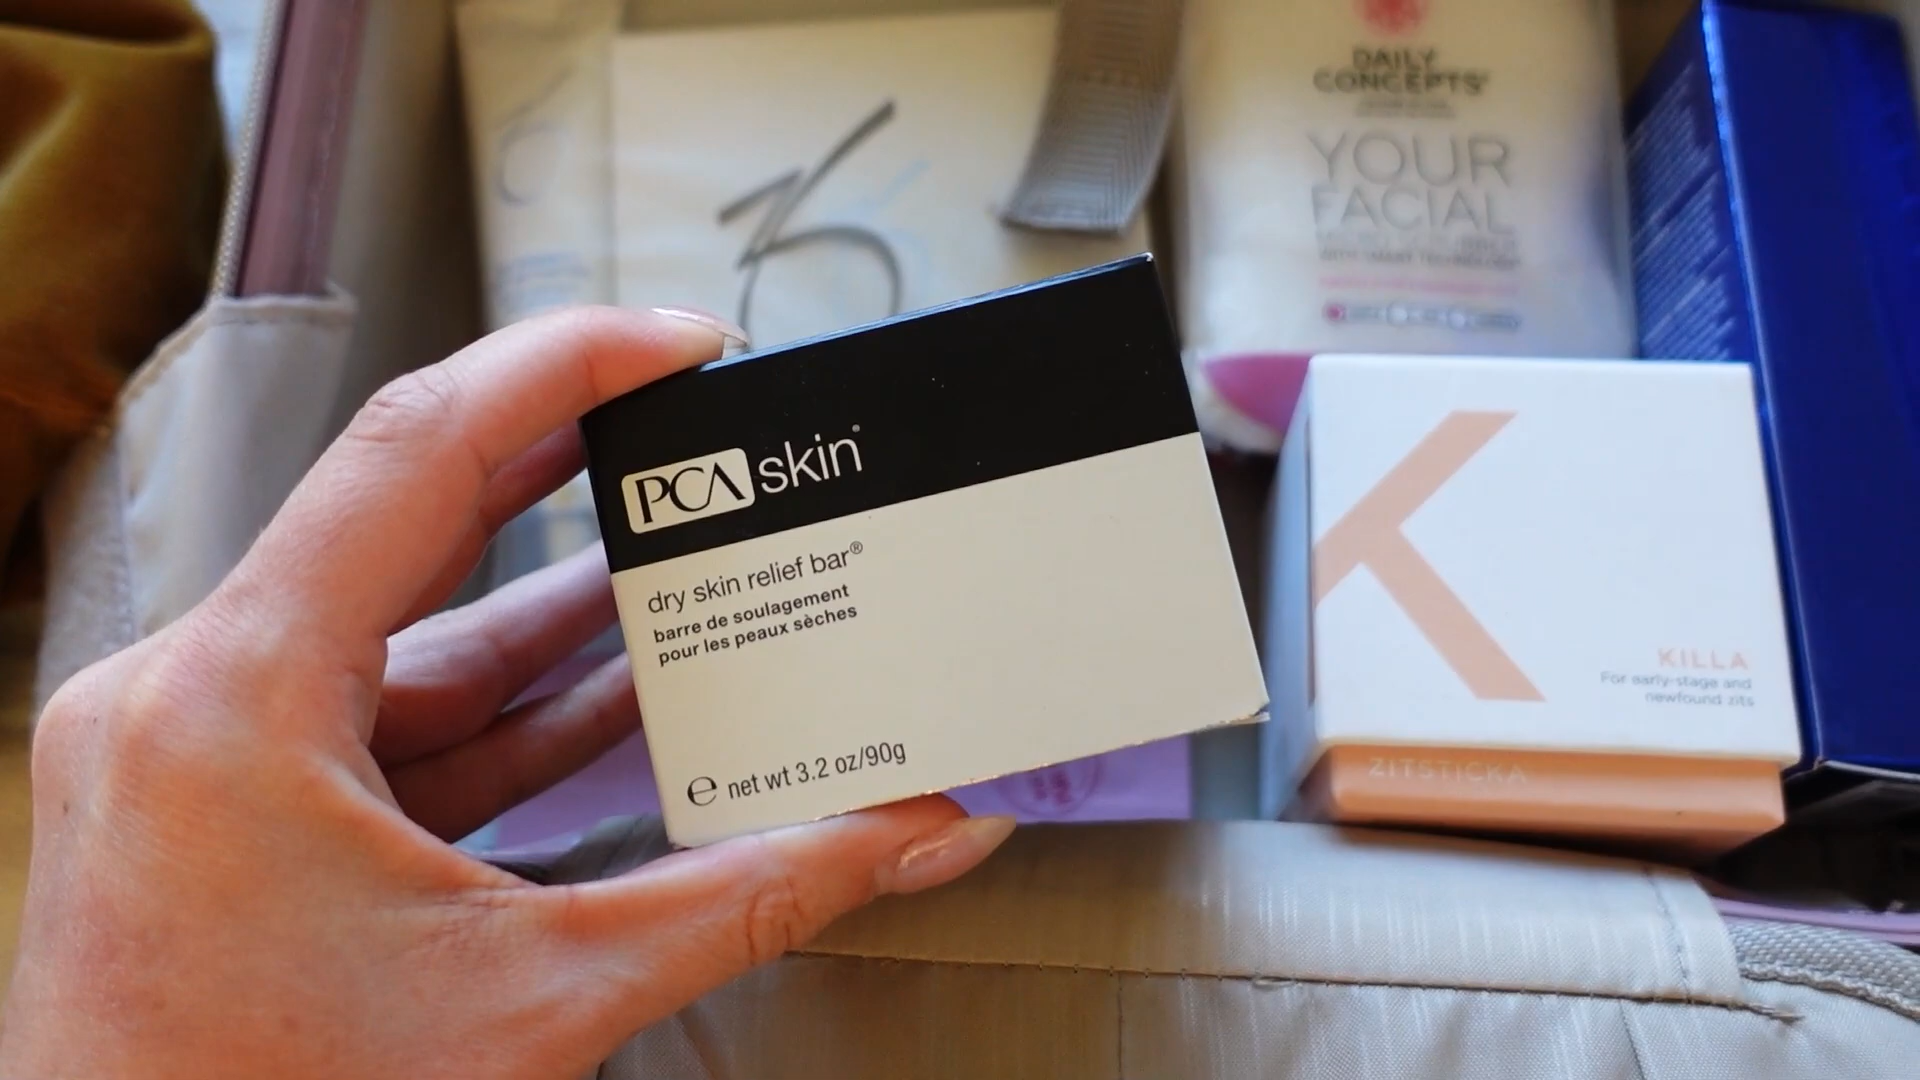 DAILY
CONCEPTS
YOUR
FACIAL
PCA skin
dry skin relief bar®
barre de soulagement
pour les peaux sèches
e net wt 3.2 oz/90g
K
KILLA
For early-stage and
newfound zits
ZITSTICKA